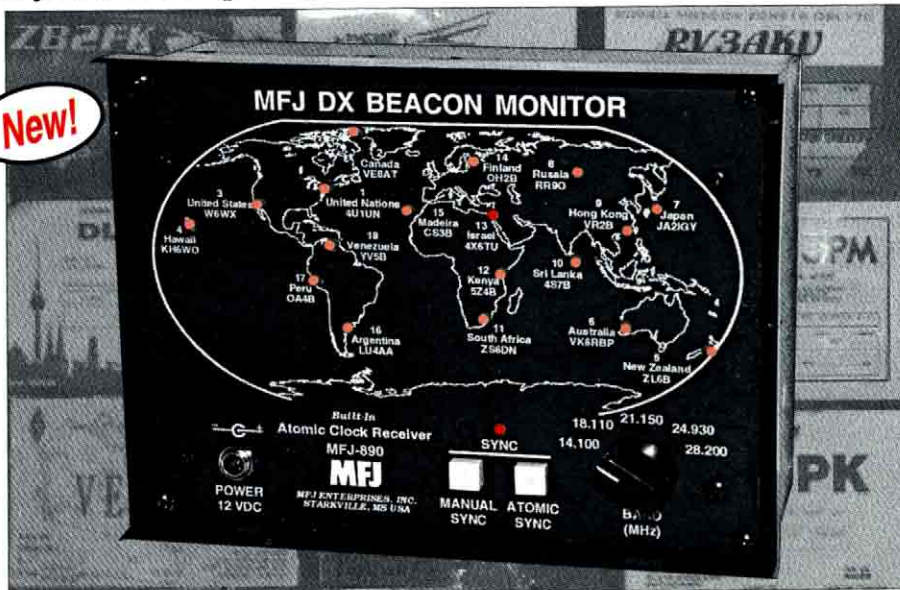 New!
ZB2FK
RV3AKU
MFJ DX BEACON MONITOR
2
Canada
VE8AT
14
Finland
OH2B
8
Russia
RR9O
3
United States
W6WX
1
United Nations
4U1UN
4
Hawaii
KH6WO
15
Madeira
CS3B
13
Israel
4X6TU
9
Hong Kong
VR2B
7
Japan
JA2IGY
18
Venezuela
YV5B
10
Sri Lanka
4S7B
12
Kenya
5Z4B
17
Peru
OA4B
16
Argentina
LU4AA
11
South Africa
ZS6DN
6
Australia
VK6RBP
5
New Zealand
ZL6B
GPM
PK
Built-In
Atomic Clock Receiver
MFJ-890
MFJ
MFJ ENTERPRISES, INC.
STARKVILLE, MS USA
POWER
12 VDC
SYNC
MANUAL
SYNC
ATOMIC
SYNC
14.100
18.110
21.150
24.930
28.200
BAND
(MHz)